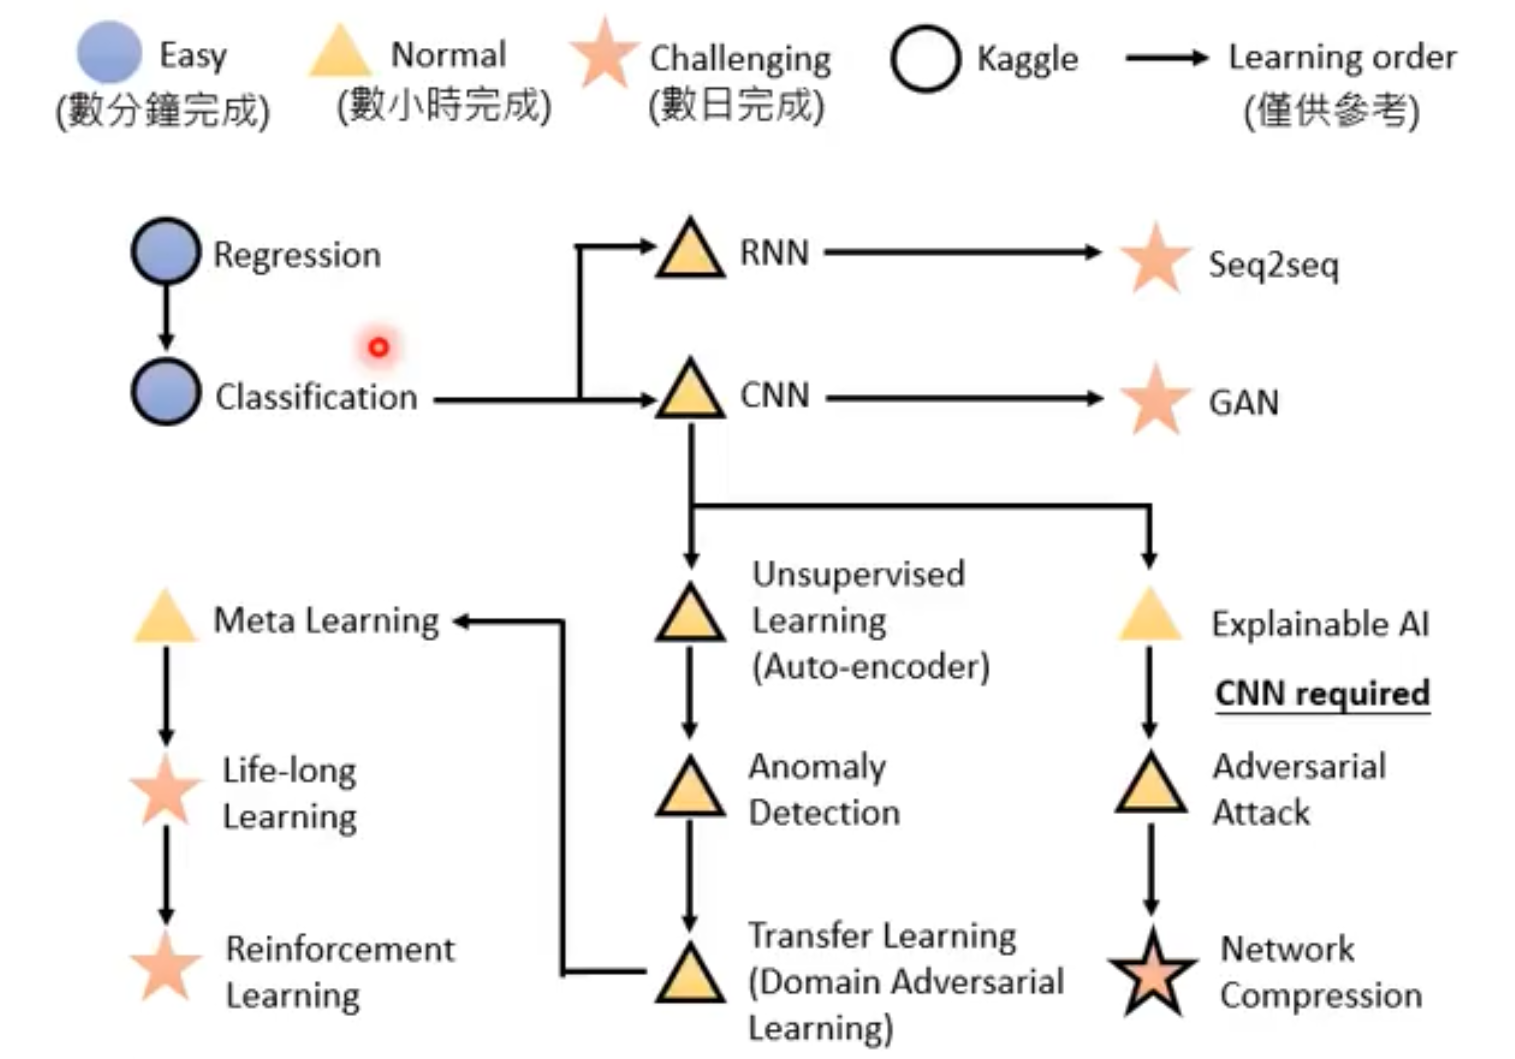 Easy
(數分鐘完成)
Normal
(數小時完成)
Challenging
(數日完成)
Kaggle
Learning order
(僅供參考)
Regression
RNN
Seq2seq
Classification
CNN
GAN
Meta Learning
Unsupervised
Learning
(Auto-encoder)
Explainable AI
CNN required
Life-long
Learning
Anomaly
Detection
Adversarial
Attack
Reinforcement
Learning
Transfer Learning
(Domain Adversarial
Learning)
Network
Compression